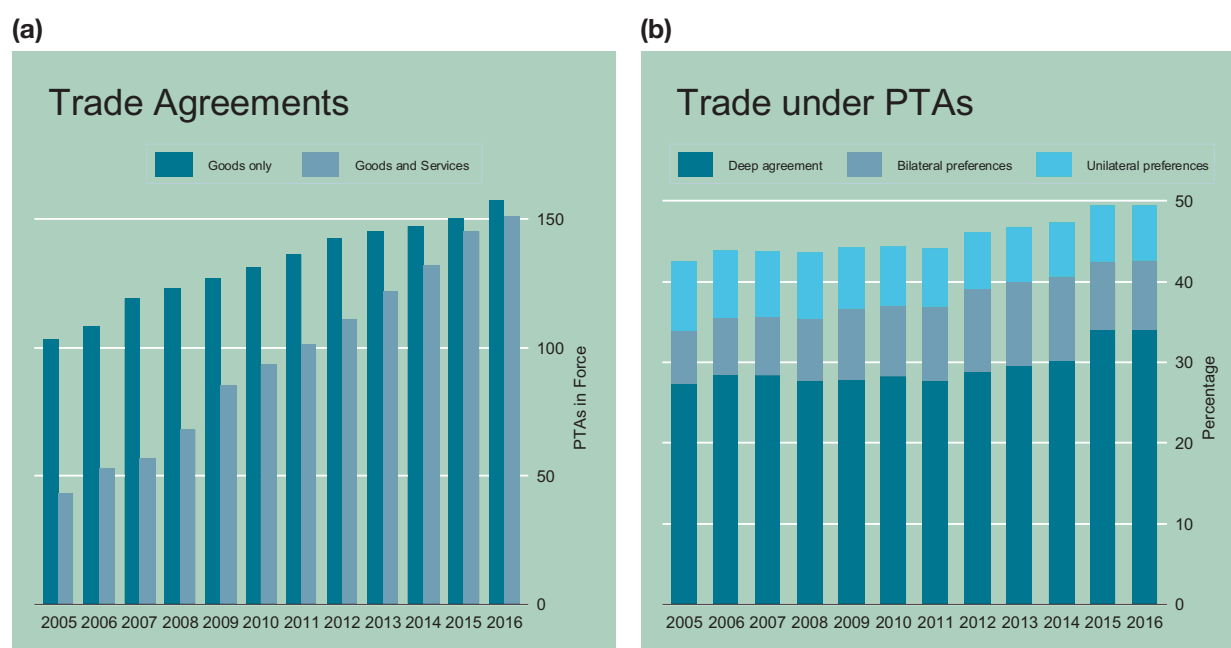 (a)
Trade Agreements
Goods only Goods and Services
150
100
50
0
PTAs in Force
2005 2006 2007 2008 2009 2010 2011 2012 2013 2014 2015 2016
(b)
Trade under PTAs
Deep agreement Bilateral preferences Unilateral preferences
50
40
30
20
10
0
Percentage
2005 2006 2007 2008 2009 2010 2011 2012 2013 2014 2015 2016